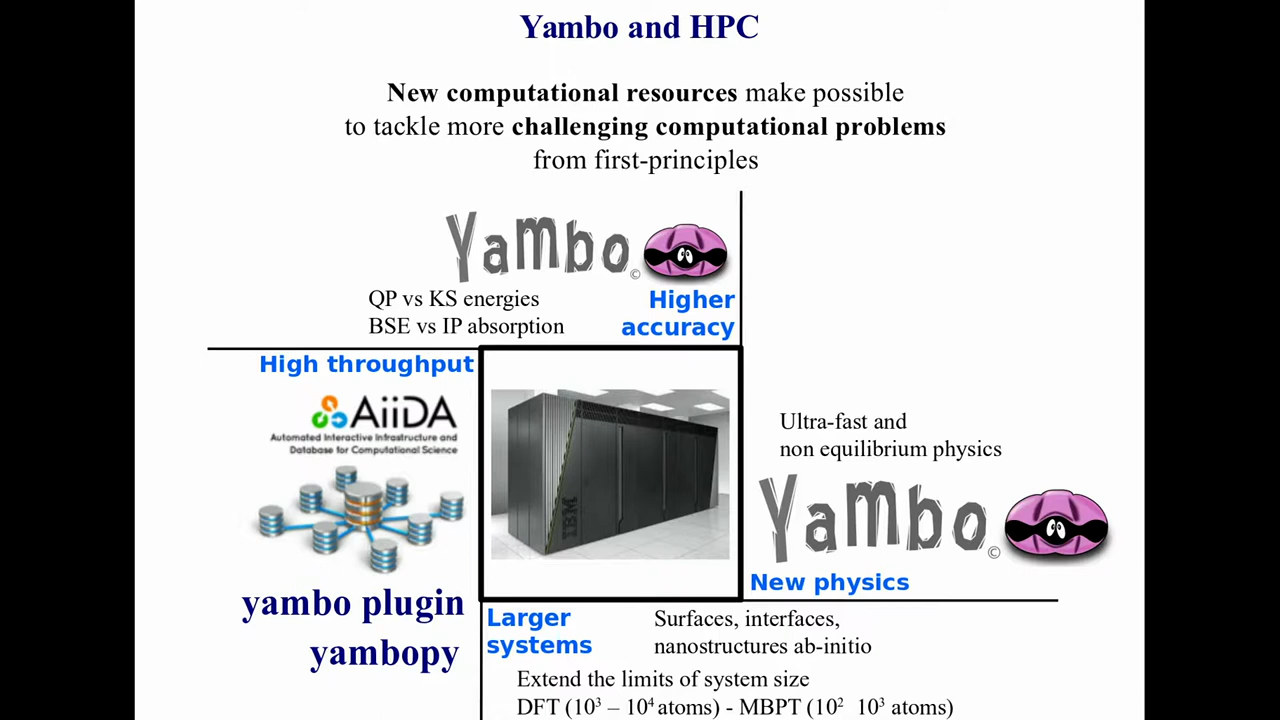 Yambo and HPC
New computational resources make possible
to tackle more challenging computational problems
from first-principles
Yambo ©
QP vs KS energies
BSE vs IP absorption
Higher
accuracy
High throughput
AiiDA
Automated Interactive Infrastructure and
Database for Computational Science
IBM
yambo plugin
yambopy
Ultra-fast and
non equilibrium physics
Yambo ©
New physics
Larger
systems
Surfaces, interfaces,
nanostructures ab-initio
Extend the limits of system size
DFT (10³ – 10⁴ atoms) - MBPT (10² 10³ atoms)